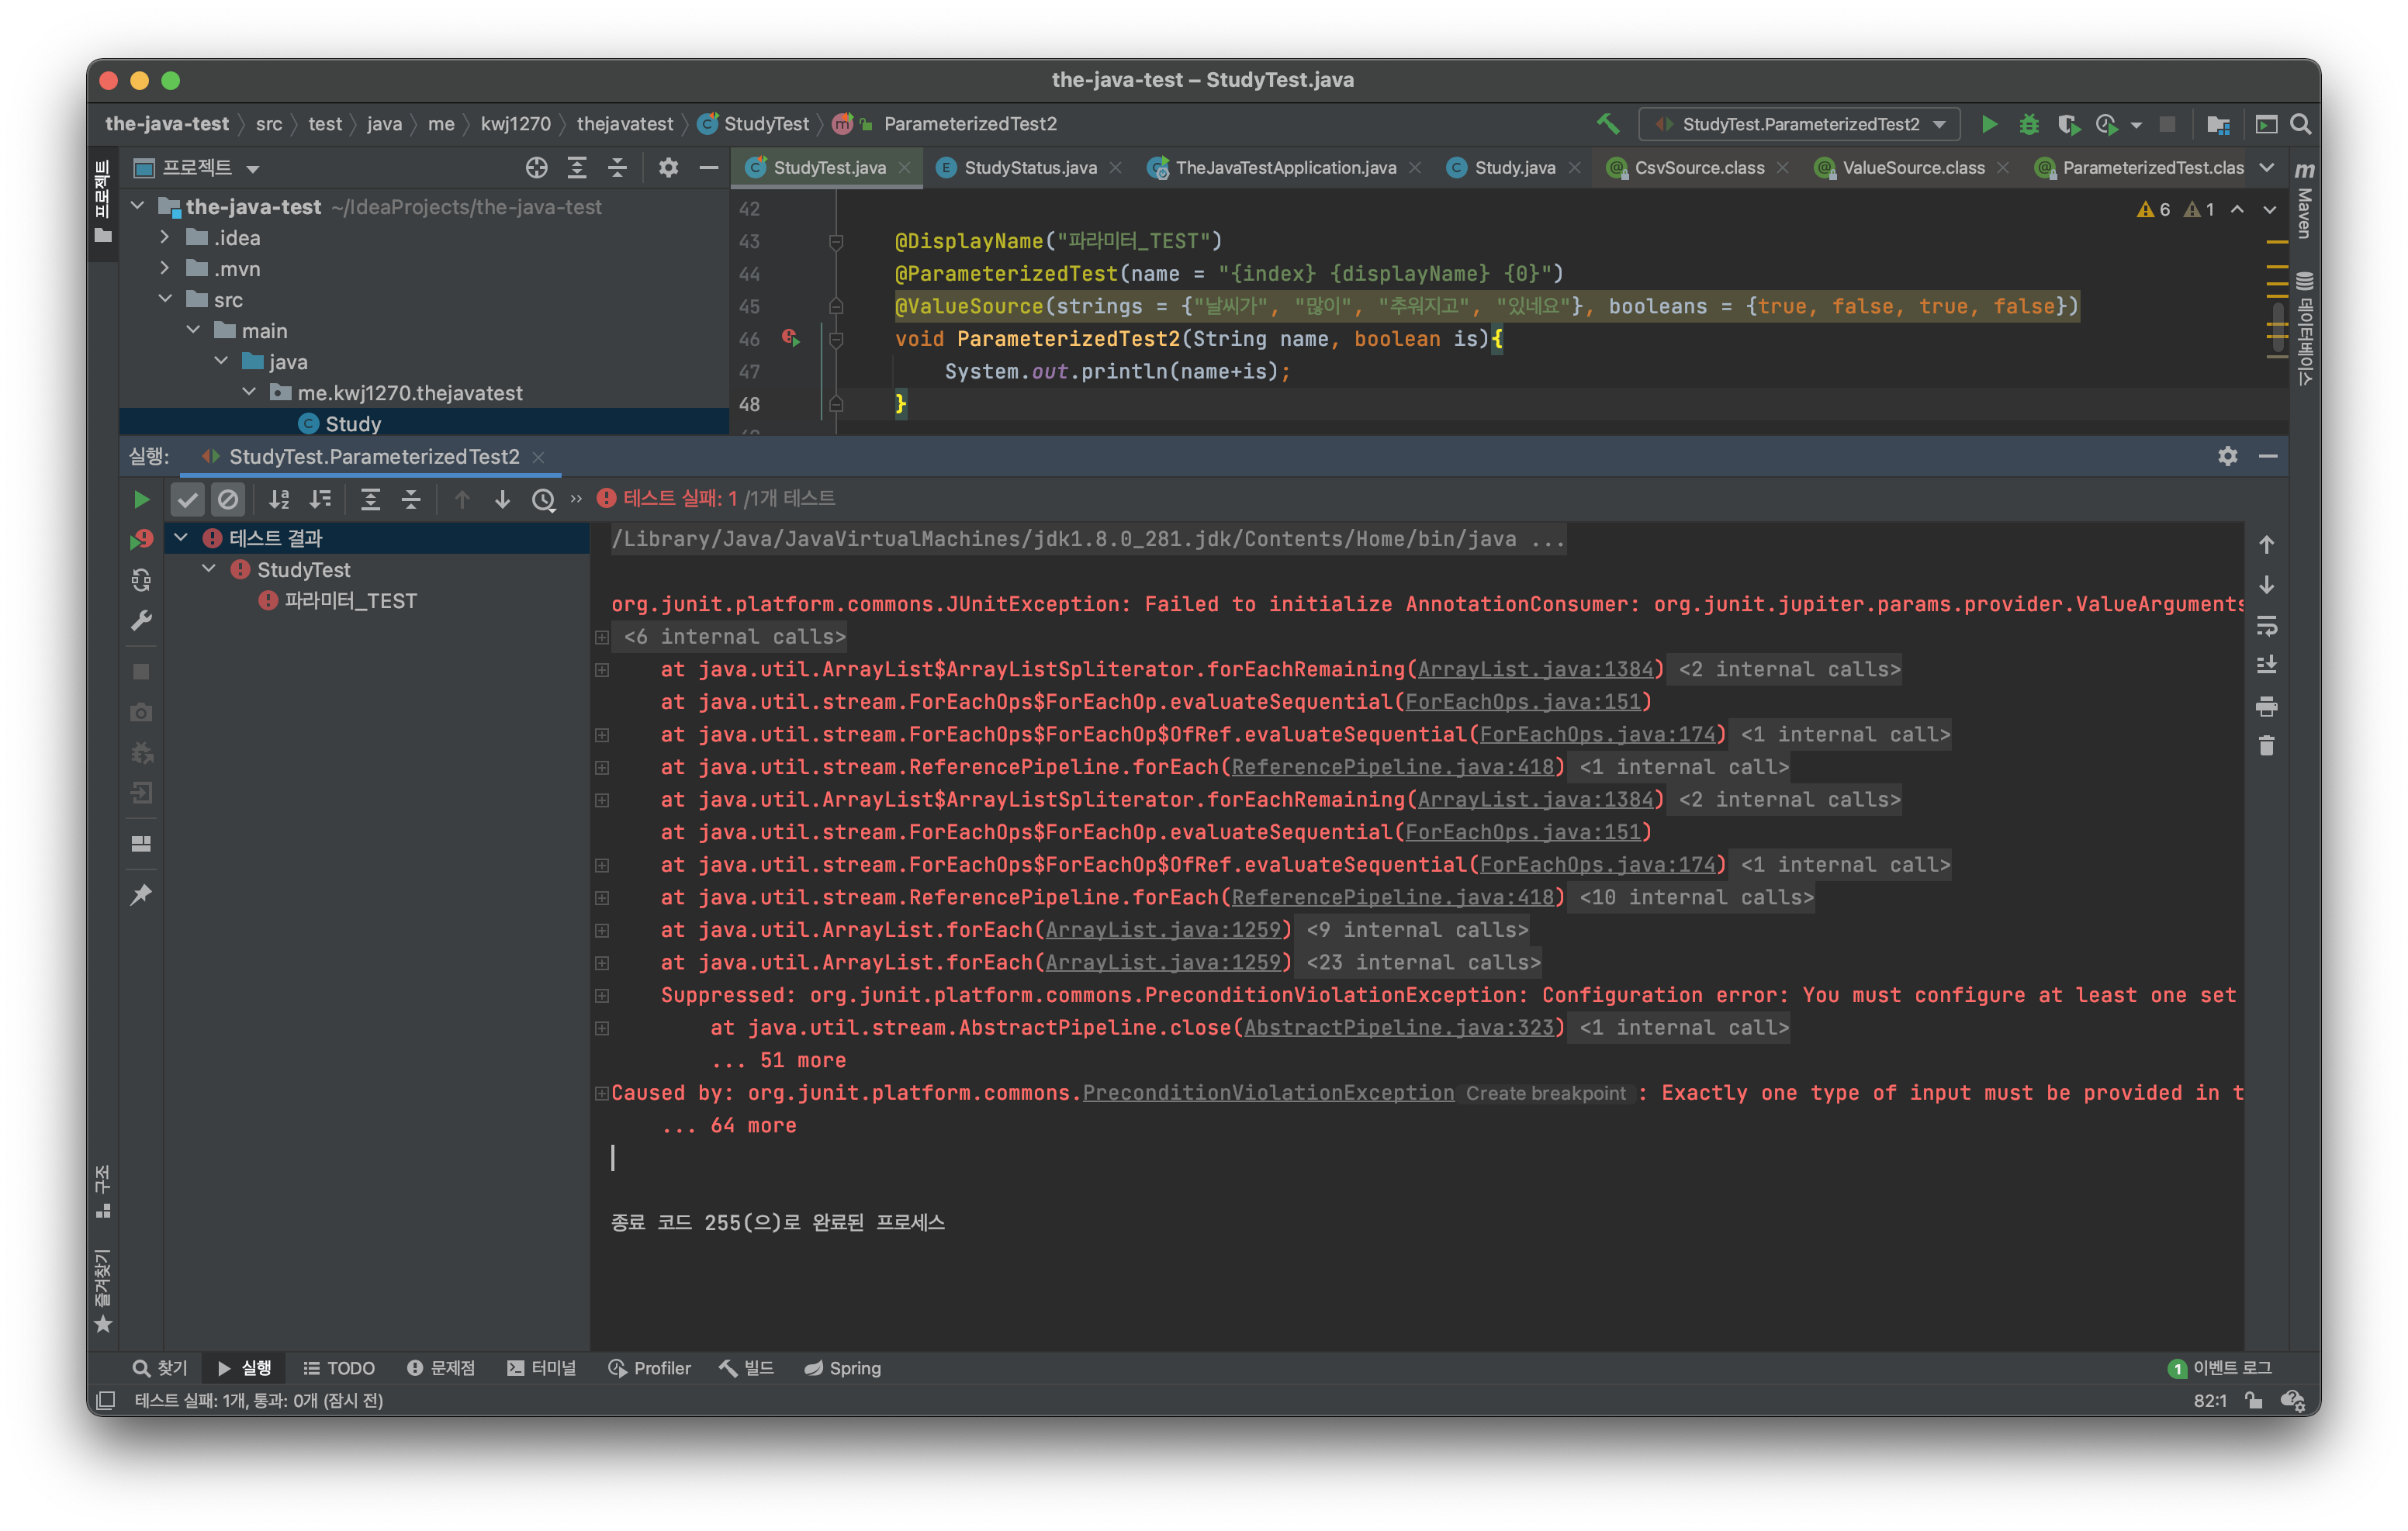 the-java-test – StudyTest.java
the-java-test 〉 src 〉 test 〉 java 〉 me 〉 kwj1270 〉 thejavatest 〉 StudyTest 〉 ParameterizedTest2
StudyTest.ParameterizedTest2
프로젝트
프로젝트
StudyTest.java
StudyStatus.java
TheJavaTestApplication.java
Study.java
CsvSource.class
ValueSource.class
ParameterizedTest.clas
Maven
데이터베이스
the-java-test ~/IdeaProjects/the-java-test
.idea
.mvn
src
main
java
me.kwj1270.thejavatest
Study
6 1
42
43 @DisplayName("파라미터_TEST")
44 @ParameterizedTest(name = "{index} {displayName} {0}")
45 @ValueSource(strings = {"날씨가", "많이", "추워지고", "있네요"}, booleans = {true, false, true, false})
46 void ParameterizedTest2(String name, boolean is){
47 System.out.println(name+is);
48 }
실행: StudyTest.ParameterizedTest2
테스트 실패: 1 /1개 테스트
테스트 결과
StudyTest
파라미터_TEST
/Library/Java/JavaVirtualMachines/jdk1.8.0_281.jdk/Contents/Home/bin/java ...
org.junit.platform.commons.JUnitException: Failed to initialize AnnotationConsumer: org.junit.jupiter.params.provider.ValueArguments
<6 internal calls>
at java.util.ArrayList$ArrayListSpliterator.forEachRemaining(ArrayList.java:1384) <2 internal calls>
at java.util.stream.ForEachOps$ForEachOp.evaluateSequential(ForEachOps.java:151)
at java.util.stream.ForEachOps$ForEachOp$OfRef.evaluateSequential(ForEachOps.java:174) <1 internal call>
at java.util.stream.ReferencePipeline.forEach(ReferencePipeline.java:418) <1 internal call>
at java.util.ArrayList$ArrayListSpliterator.forEachRemaining(ArrayList.java:1384) <2 internal calls>
at java.util.stream.ForEachOps$ForEachOp.evaluateSequential(ForEachOps.java:151)
at java.util.stream.ForEachOps$ForEachOp$OfRef.evaluateSequential(ForEachOps.java:174) <1 internal call>
at java.util.stream.ReferencePipeline.forEach(ReferencePipeline.java:418) <10 internal calls>
at java.util.ArrayList.forEach(ArrayList.java:1259) <9 internal calls>
at java.util.ArrayList.forEach(ArrayList.java:1259) <23 internal calls>
Suppressed: org.junit.platform.commons.PreconditionViolationException: Configuration error: You must configure at least one set
at java.util.stream.AbstractPipeline.close(AbstractPipeline.java:323) <1 internal call>
... 51 more
Caused by: org.junit.platform.commons.PreconditionViolationException Create breakpoint : Exactly one type of input must be provided in t
... 64 more
종료 코드 255(으)로 완료된 프로세스
구조
즐겨찾기
찾기
실행
TODO
문제점
터미널
Profiler
빌드
Spring
1 이벤트 로그
테스트 실패: 1개, 통과: 0개 (잠시 전)
82:1